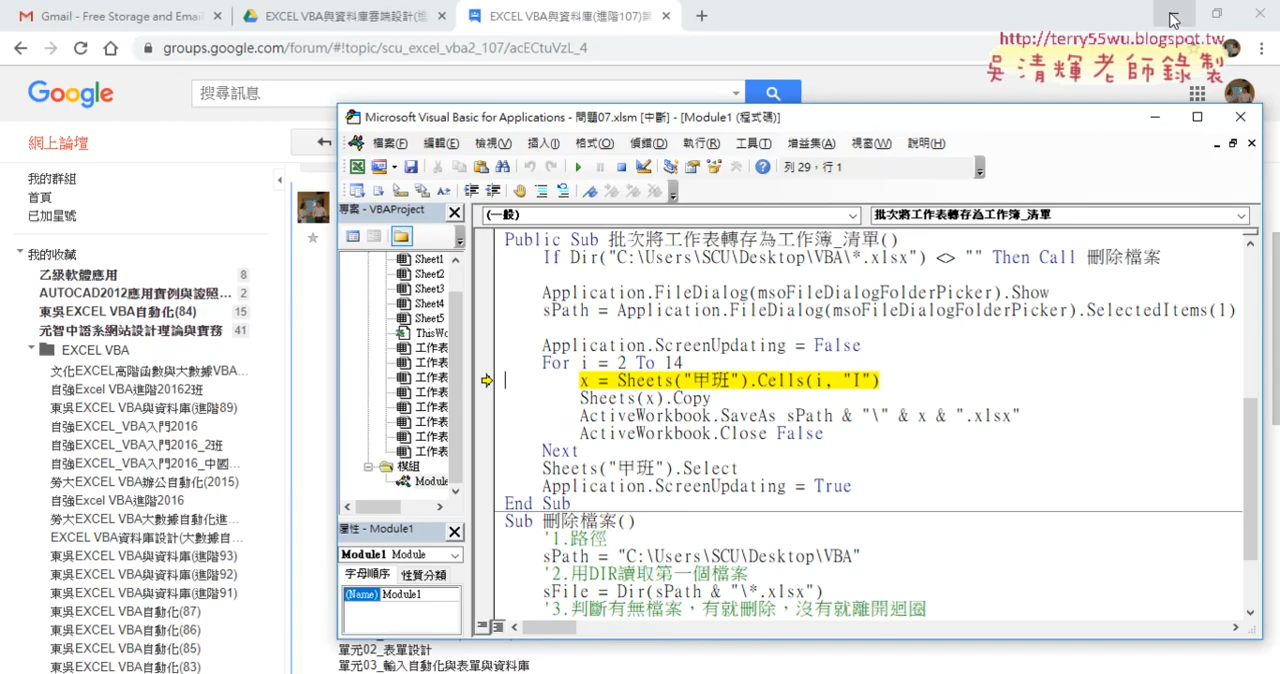 Gmail - Free Storage and Email
EXCEL VBA與資料庫雲端設計(進
EXCEL VBA與資料庫(進階107)課
groups.google.com/forum/#!topic/scu_excel_vba2_107/acECtuVzL_4
http://terry55wu.blogspot.tw
吳清輝老師錄製
Google
搜尋訊息
網上論壇
我的群組
首頁
已加星號
我的收藏
乙級軟體應用 8
AUTOCAD2012應用實例與證照... 2
東吳EXCEL VBA自動化(84) 15
元智中語系網站設計理論與實務 41
EXCEL VBA
文化EXCEL高階函數與大數據VBA...
自強Excel VBA進階20162班
東吳EXCEL VBA與資料庫(進階89)
自強EXCEL_VBA入門2016
自強EXCEL_VBA入門2016_2班
自強EXCEL_VBA入門2016_中國...
勞大EXCEL VBA辦公自動化(2015)
自強Excel VBA進階2016
勞大EXCEL VBA大數據自動化進...
EXCEL VBA資料庫設計(大數據自...
東吳EXCEL VBA與資料庫(進階93)
東吳EXCEL VBA與資料庫(進階92)
東吳EXCEL VBA與資料庫(進階91)
東吳EXCEL VBA自動化(87)
東吳EXCEL VBA自動化(86)
東吳EXCEL VBA自動化(85)
東吳EXCEL VBA自動化(83)
Microsoft Visual Basic for Applications - 問題07.xlsm [中斷] - [Module1 (程式碼)]
檔案(F) 編輯(E) 檢視(V) 插入(I) 格式(O) 偵錯(D) 執行(R) 工具(T) 增益集(A) 視窗(W) 說明(H)
列 29，行 1
專案 - VBAProject
Sheet1
Sheet2
Sheet3
Sheet4
Sheet5
ThisWo
工作表
工作表
工作表
工作表
工作表
工作表
工作表
工作表
模組
Module
屬性 - Module1
Module1 Module
字母順序 性質分類
(Name) Module1
(一般)
批次將工作表轉存為工作簿_清單
Public Sub 批次將工作表轉存為工作簿_清單()
If Dir("C:\Users\SCU\Desktop\VBA\*.xlsx") <> "" Then Call 刪除檔案
Application.FileDialog(msoFileDialogFolderPicker).Show
sPath = Application.FileDialog(msoFileDialogFolderPicker).SelectedItems(1)
Application.ScreenUpdating = False
For i = 2 To 14
x = Sheets("甲班").Cells(i, "I")
Sheets(x).Copy
ActiveWorkbook.SaveAs sPath & "\" & x & ".xlsx"
ActiveWorkbook.Close False
Next
Sheets("甲班").Select
Application.ScreenUpdating = True
End Sub
Sub 刪除檔案()
'1.路徑
sPath = "C:\Users\SCU\Desktop\VBA"
'2.用DIR讀取第一個檔案
sFile = Dir(sPath & "\*.xlsx")
'3.判斷有無檔案，有就刪除，沒有就離開迴圈
單元02_表單設計
單元03_輸入自動化與表單與資料庫